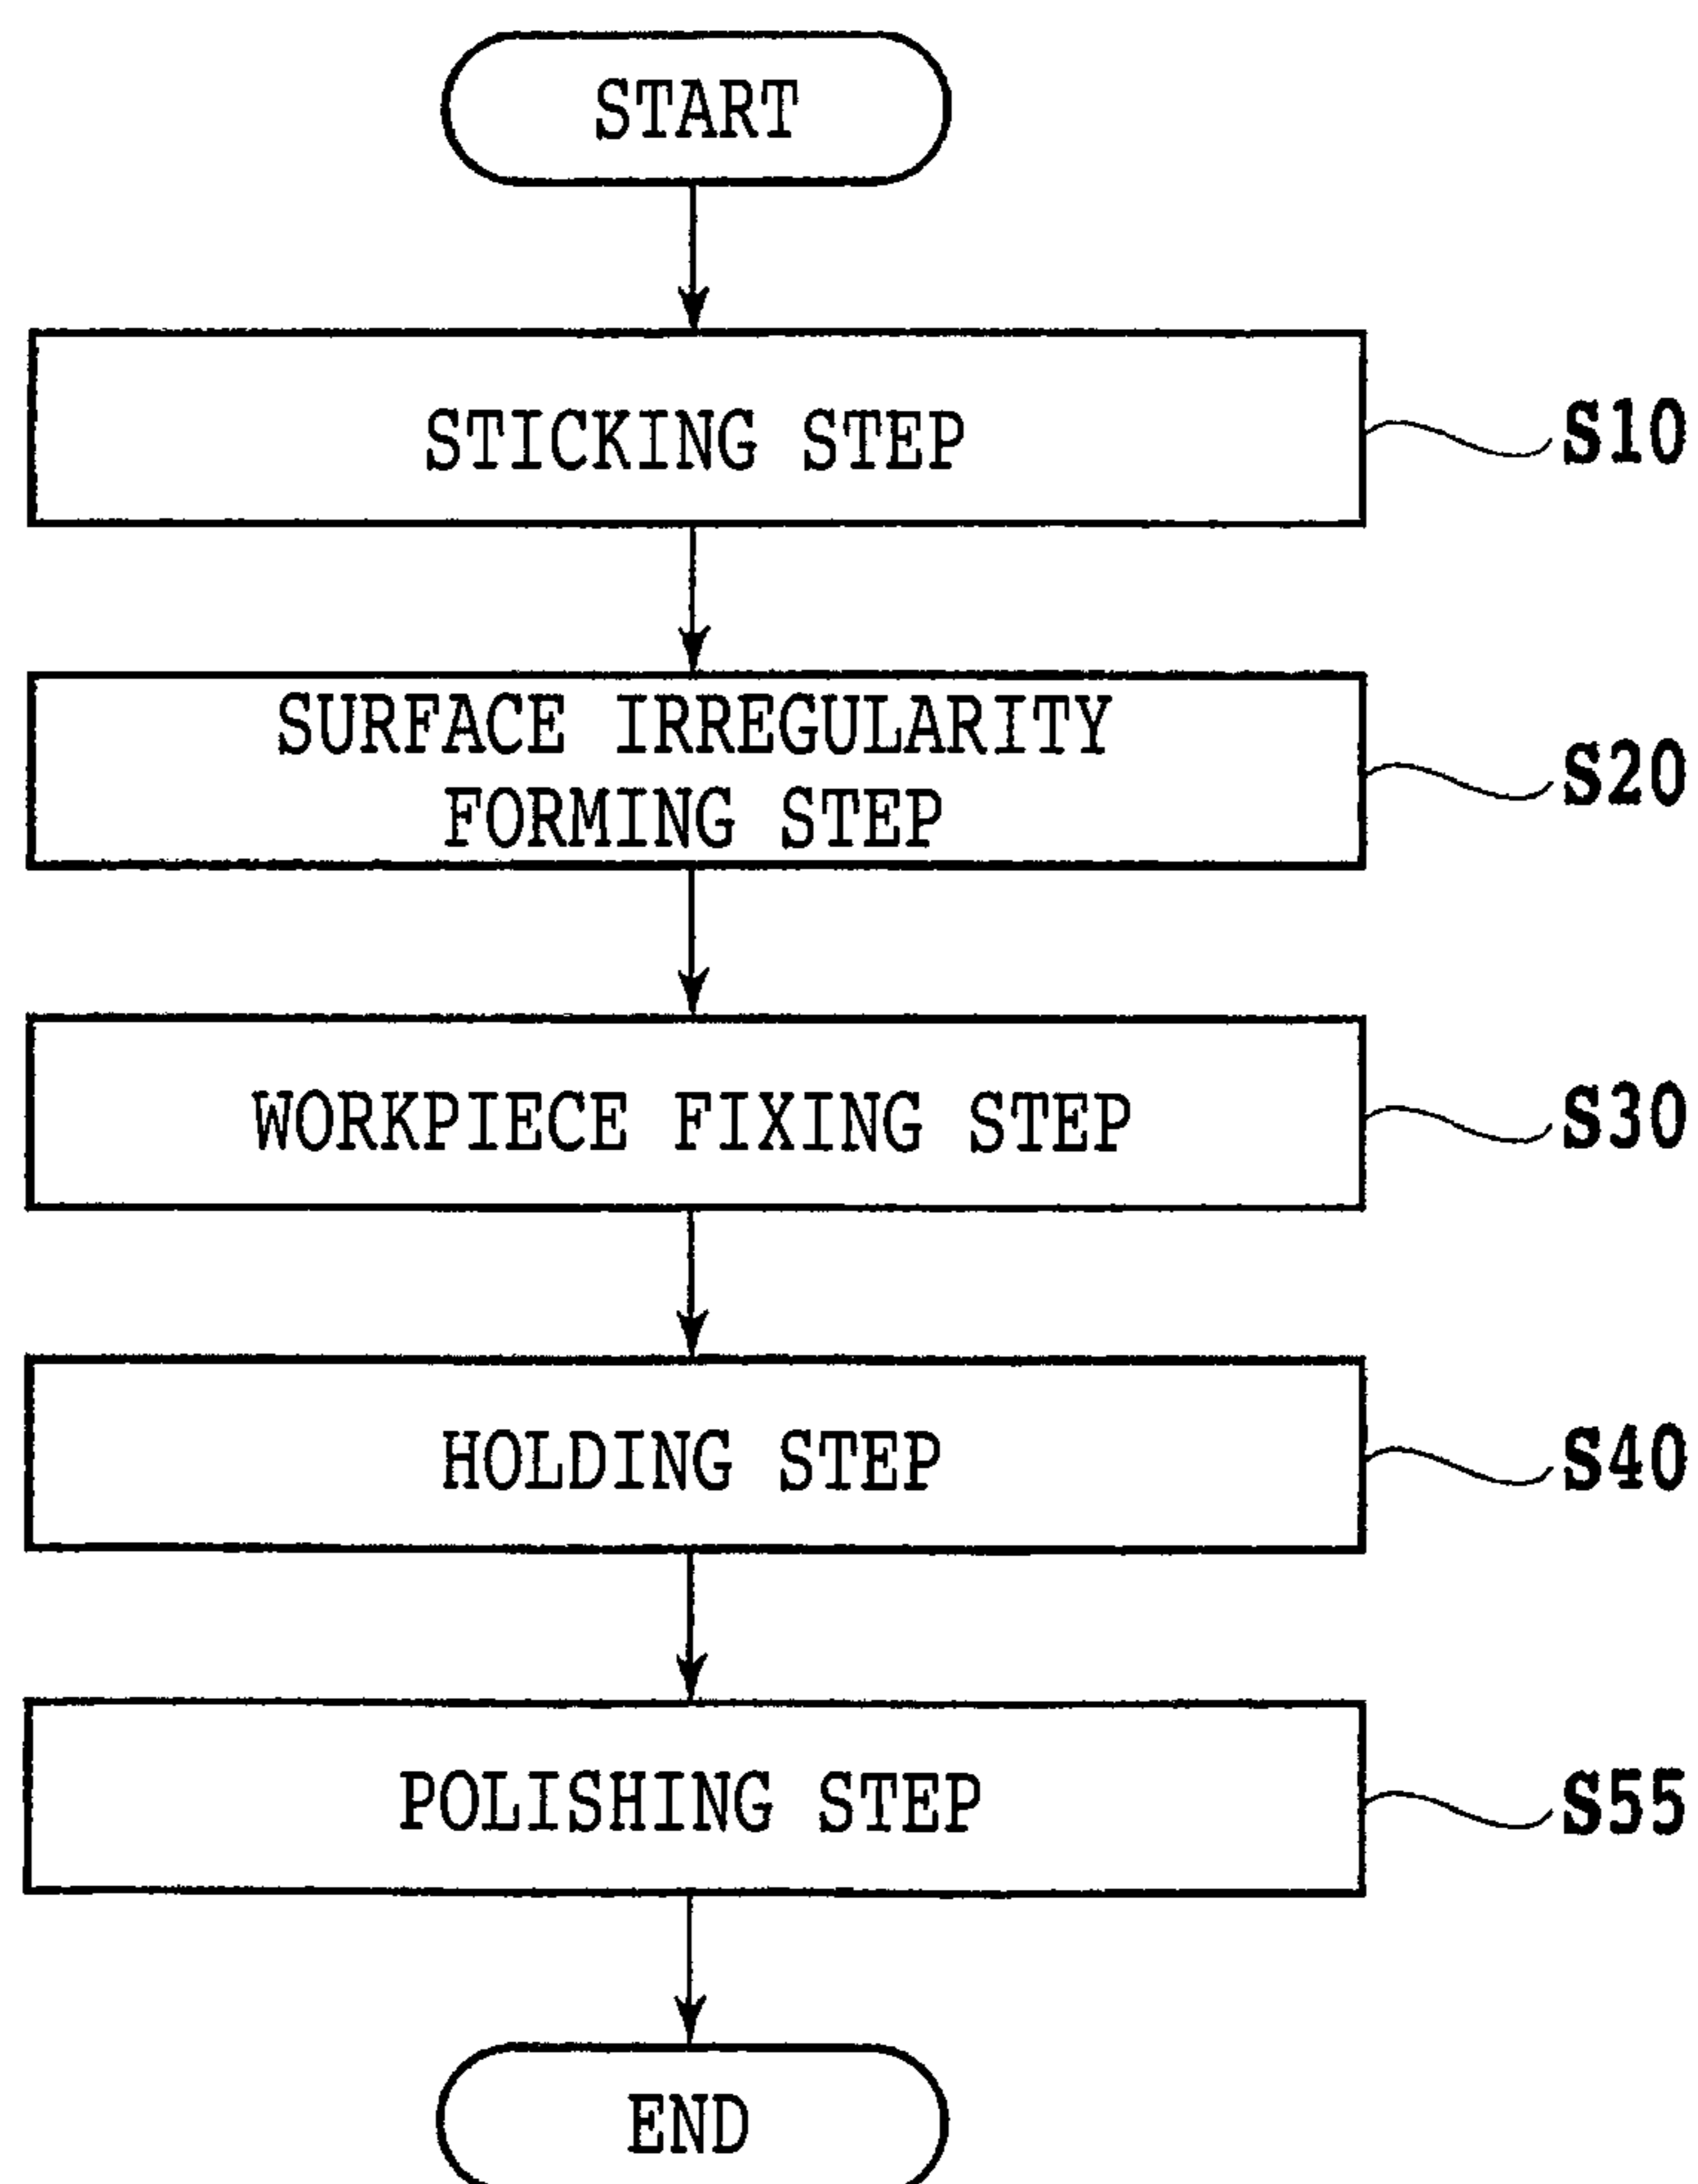 START
STICKING STEP
S10
SURFACE IRREGULARITY
FORMING STEP
S20
WORKPIECE FIXING STEP
S30
HOLDING STEP
S40
POLISHING STEP
S55
END